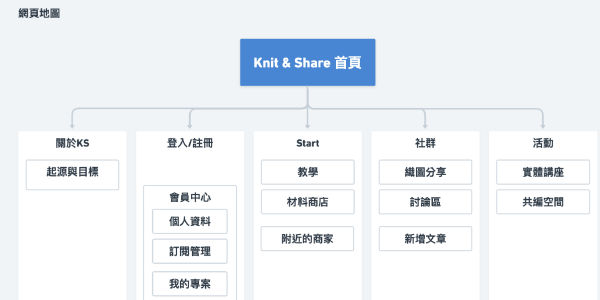 網頁地圖
Knit & Share 首頁
關於KS
起源與目標
登入/註冊
會員中心
個人資料
訂閱管理
我的專案
Start
教學
材料商店
附近的商家
社群
織圖分享
討論區
新增文章
活動
實體講座
共編空間